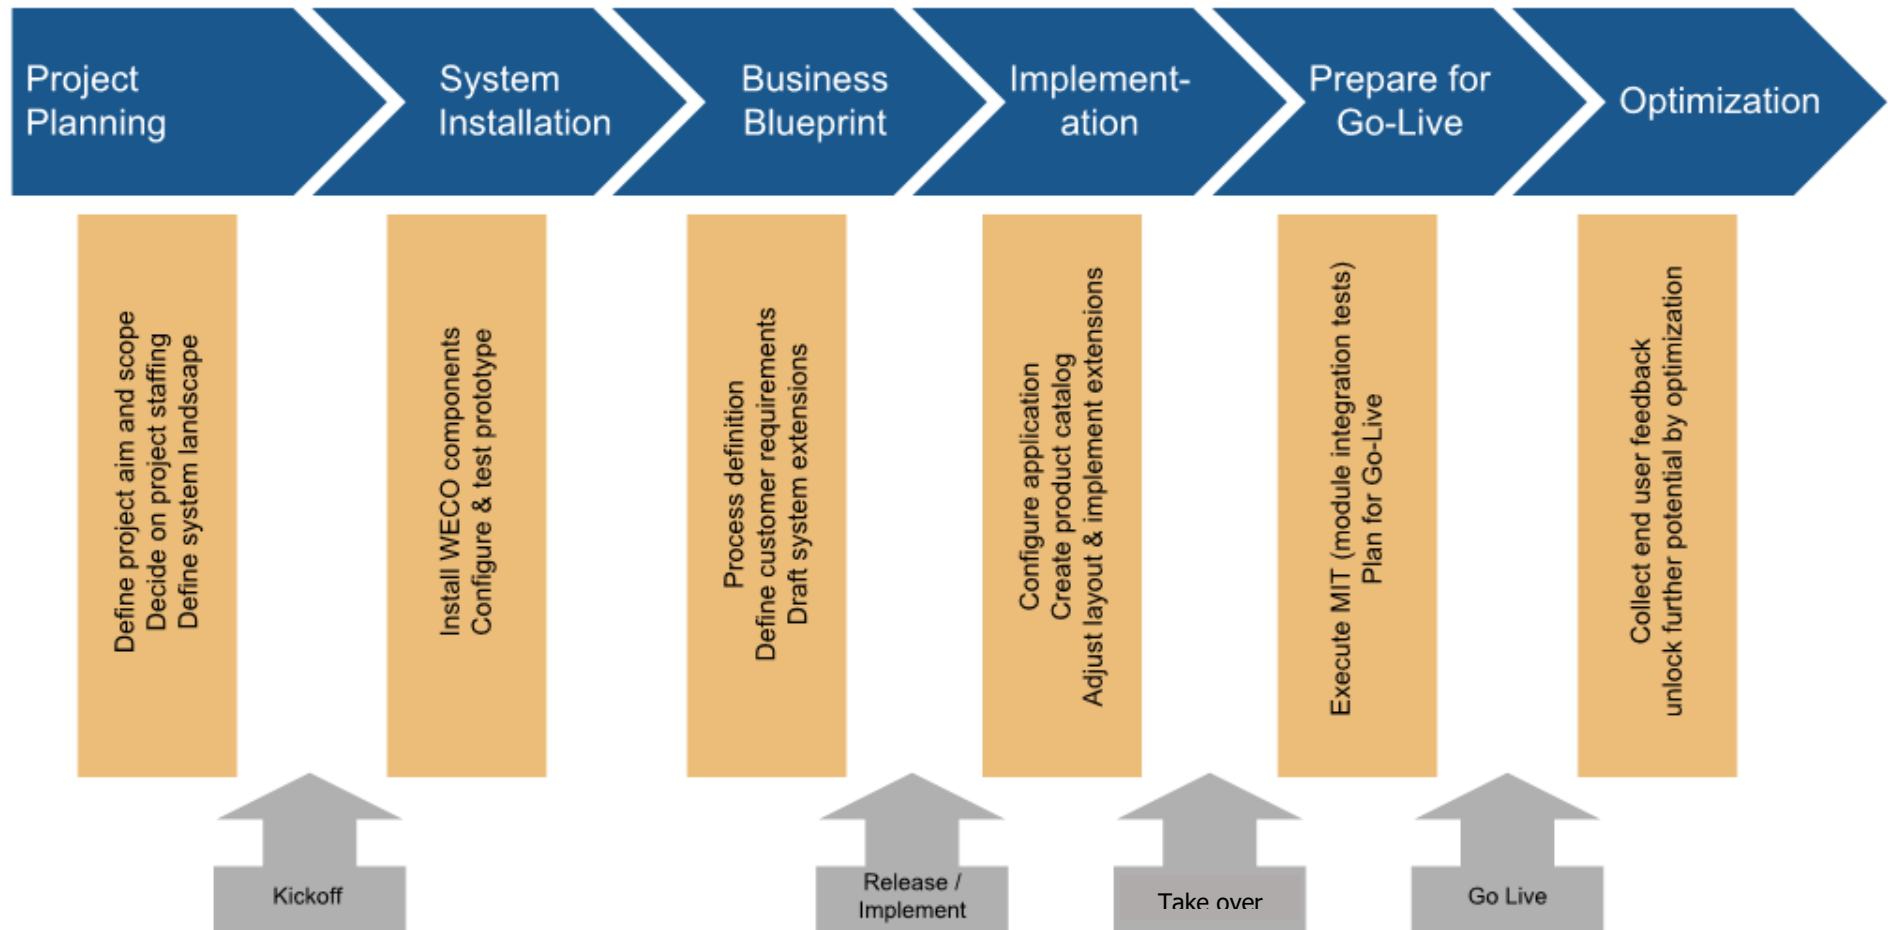 Project
Planning
System
Installation
Business
Blueprint
Implement-
ation
Prepare for
Go-Live
Optimization
Define project aim and scope
Decide on project staffing
Define system landscape
Install WECO components
Configure & test prototype
Process definition
Define customer requirements
Draft system extensions
Configure application
Create product catalog
Adjust layout & implement extensions
Execute MIT (module integration tests)
Plan for Go-Live
Collect end user feedback
unlock further potential by optimization
Kickoff
Release /
Implement
Take over
Go Live